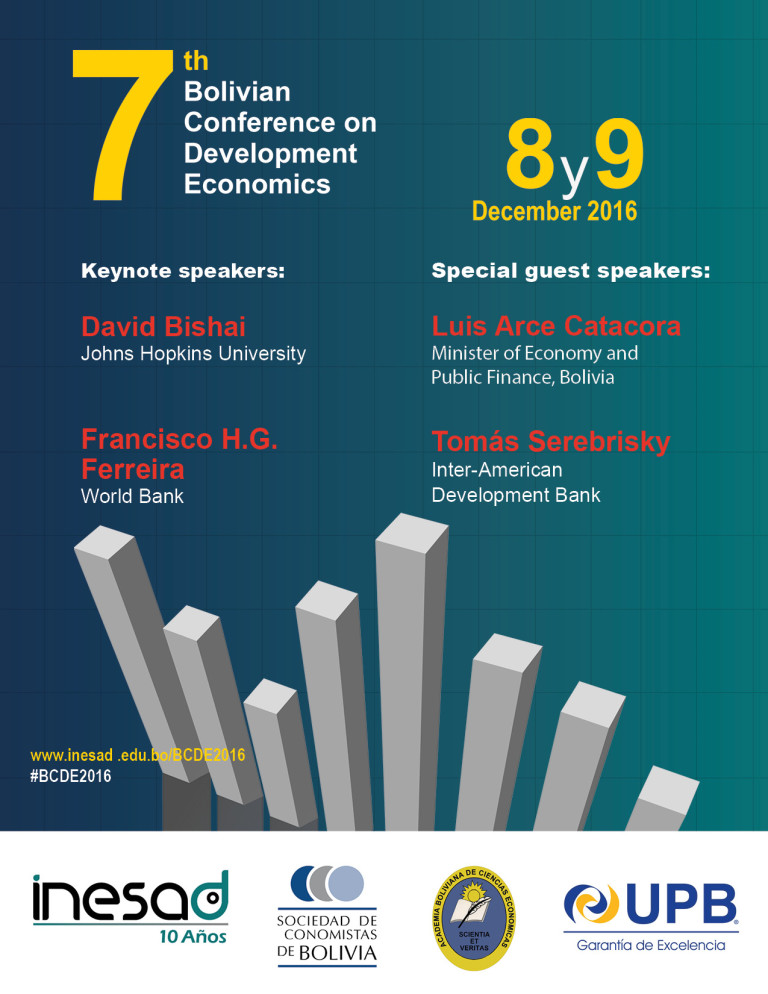 7th
Bolivian
Conference on
Development
Economics
8y9
December 2016
Keynote speakers:
David Bishai
Johns Hopkins University
Francisco H.G.
Ferreira
World Bank
Special guest speakers:
Luis Arce Catacora
Minister of Economy and
Public Finance, Bolivia
Tomás Serebrisky
Inter-American
Development Bank
www.inesad .edu.bo/BCDE2016
#BCDE2016
inesad
10 Años
SOCIEDAD DE
CONOMISTAS
DE BOLIVIA
ACADEMIA BOLIVIANA DE CIENCIAS ECONOMICAS
SCIENTIA
ET
VERITAS
UPB®
Garantía de Excelencia